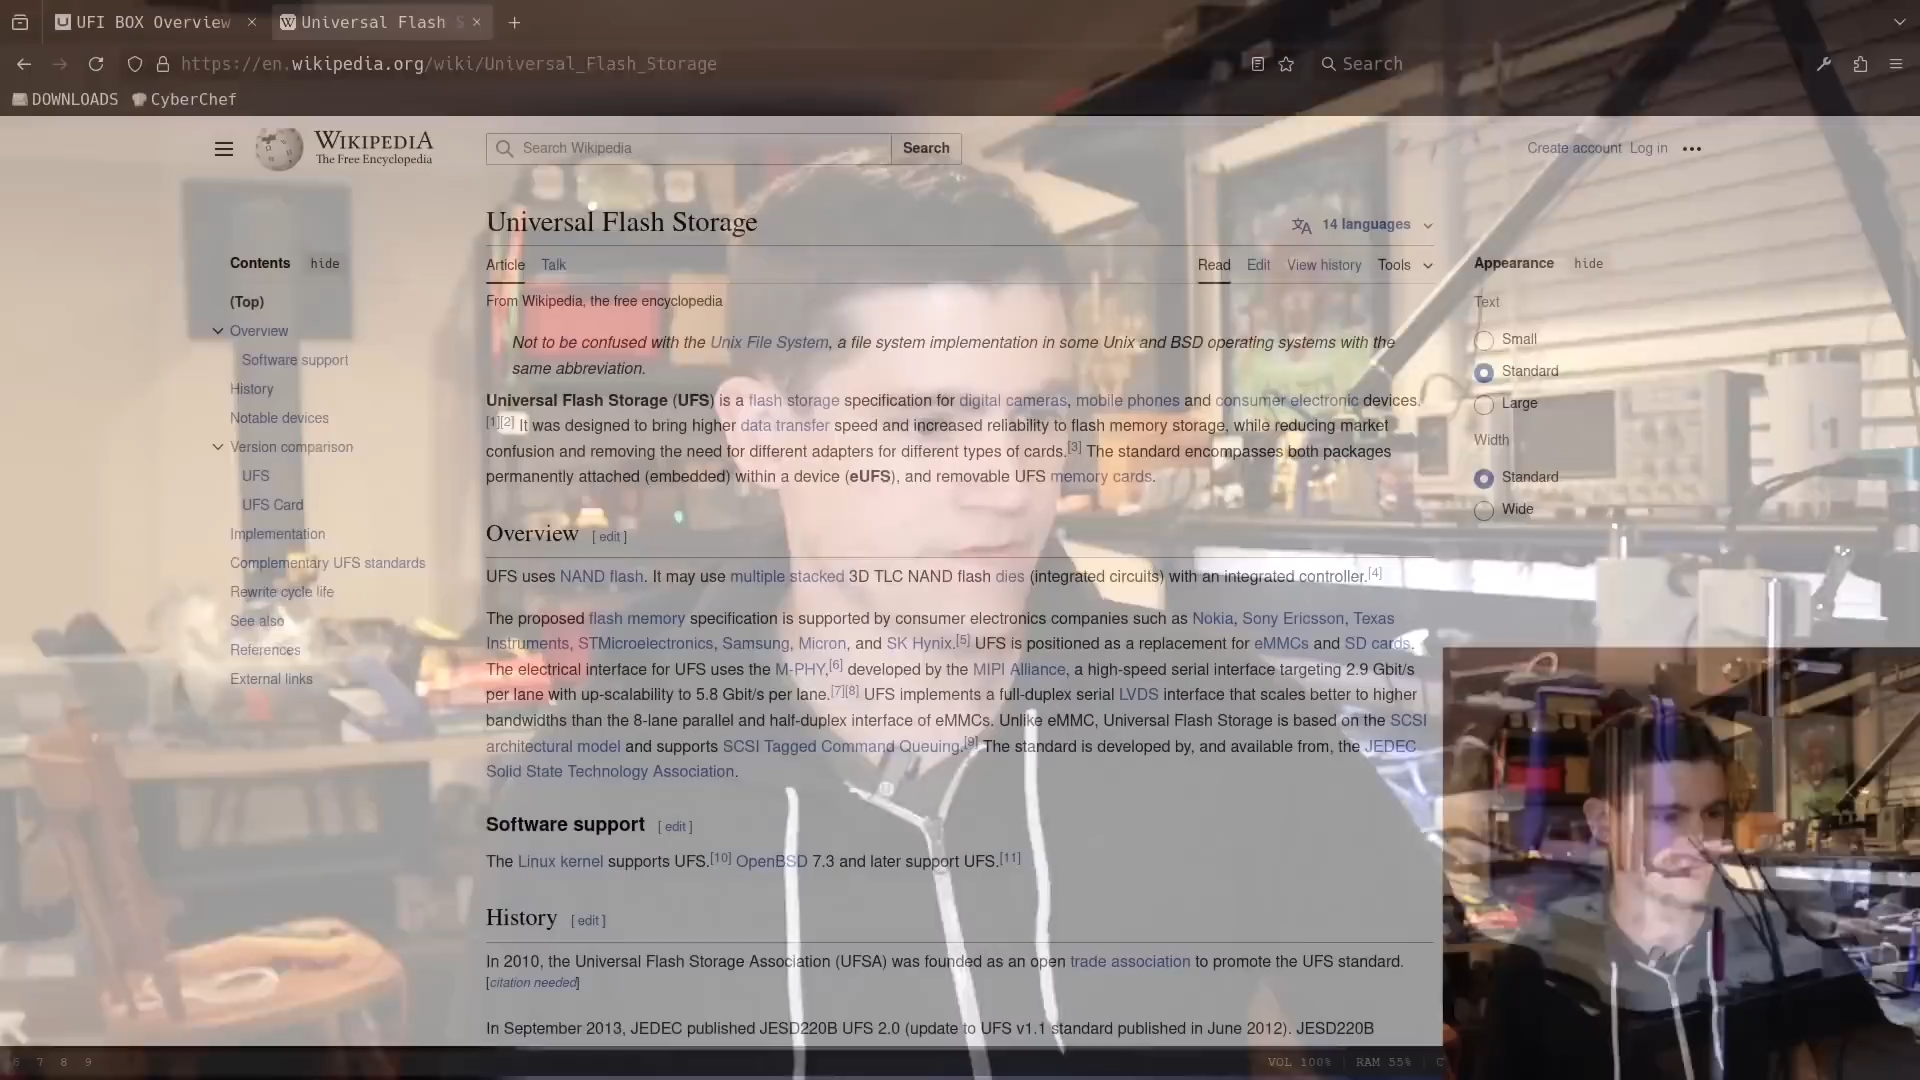 UFI BOX Overview
Universal Flash S
https://en.wikipedia.org/wiki/Universal_Flash_Storage
Search
DOWNLOADS
CyberChef
WIKIPEDIA
The Free Encyclopedia
Search Wikipedia
Search
Create account Log in
Universal Flash Storage
14 languages
Contents hide
Article Talk
Read Edit View history Tools
Appearance hide
(Top)
Overview
Software support
History
Notable devices
Version comparison
UFS
UFS Card
Implementation
Complementary UFS standards
Rewrite cycle life
See also
References
External links
From Wikipedia, the free encyclopedia
Not to be confused with the Unix File System, a file system implementation in some Unix and BSD operating systems with the
same abbreviation.
Universal Flash Storage (UFS) is a flash storage specification for digital cameras, mobile phones and consumer electronic devices.
[1][2] It was designed to bring higher data transfer speed and increased reliability to flash memory storage, while reducing market
confusion and removing the need for different adapters for different types of cards.[3] The standard encompasses both packages
permanently attached (embedded) within a device (eUFS), and removable UFS memory cards.
Overview [ edit ]
UFS uses NAND flash. It may use multiple stacked 3D TLC NAND flash dies (integrated circuits) with an integrated controller.[4]
The proposed flash memory specification is supported by consumer electronics companies such as Nokia, Sony Ericsson, Texas
Instruments, STMicroelectronics, Samsung, Micron, and SK Hynix.[5] UFS is positioned as a replacement for eMMCs and SD cards.
The electrical interface for UFS uses the M-PHY,[6] developed by the MIPI Alliance, a high-speed serial interface targeting 2.9 Gbit/s
per lane with up-scalability to 5.8 Gbit/s per lane.[7][8] UFS implements a full-duplex serial LVDS interface that scales better to higher
bandwidths than the 8-lane parallel and half-duplex interface of eMMCs. Unlike eMMC, Universal Flash Storage is based on the SCSI
architectural model and supports SCSI Tagged Command Queuing.[9] The standard is developed by, and available from, the JEDEC
Solid State Technology Association.
Software support [ edit ]
The Linux kernel supports UFS.[10] OpenBSD 7.3 and later support UFS.[11]
History [ edit ]
In 2010, the Universal Flash Storage Association (UFSA) was founded as an open trade association to promote the UFS standard.
[citation needed]
In September 2013, JEDEC published JESD220B UFS 2.0 (update to UFS v1.1 standard published in June 2012). JESD220B
Text
Small
Standard
Large
Width
Standard
Wide
6 7 8 9
VOL 100% | RAM 55% | C